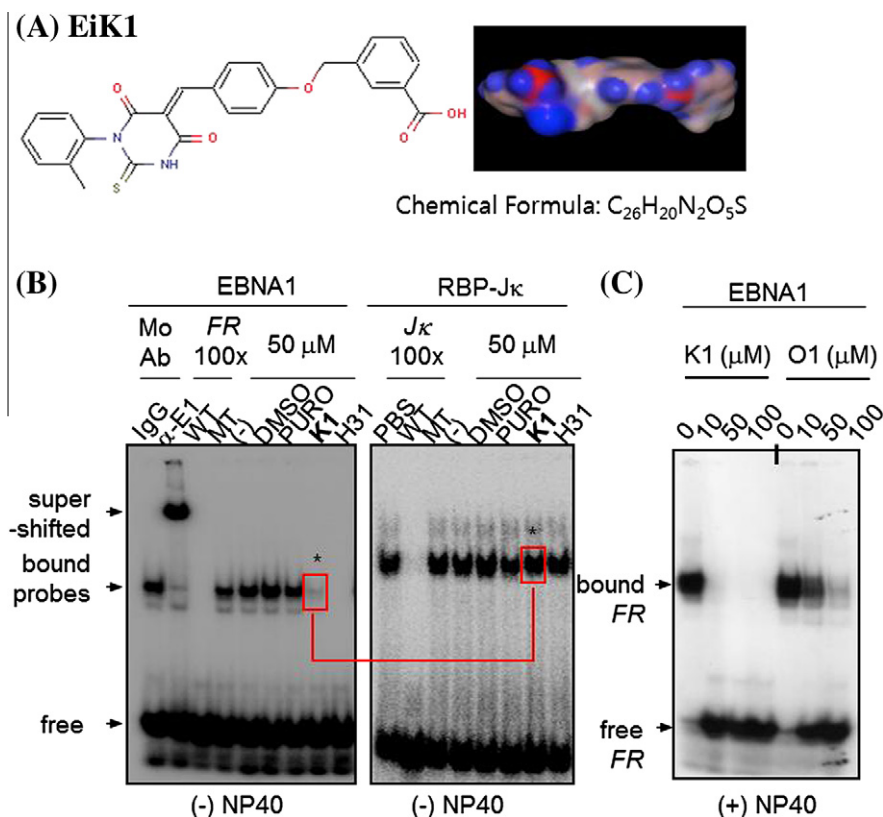 (A) EiK1
O
O
O
OH
O
N
NH
S
Chemical Formula: C26H20N2O5S
(B)
EBNA1
RBP-Jκ
Mo Ab
FR 100x
50 μM
Jκ 100x
50 μM
IgG
α-E1
WT
MT
(-)
DMSO
PURO
K1
H31
PBS
WT
MT
(-)
DMSO
PURO
K1
H31
super -shifted
bound probes
free
*
*
(-) NP40
(-) NP40
(C)
EBNA1
K1 (μM)
O1 (μM)
0
10
50
100
0
10
50
100
bound FR
free FR
(+) NP40